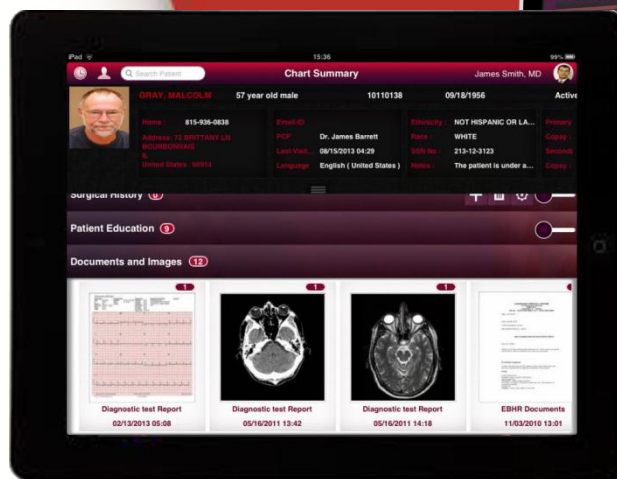 iPad 15:36 99%
Search Patient Chart Summary James Smith, MD
GRAY, MALCOLM 57 year old male 10110138 09/18/1956 Active
Home : 815-936-0838 Email-ID Ethnicity : NOT HISPANIC OR LA... Primary
Address: 72 BRITTANY LN PCP Dr. James Barrett Race : WHITE Copay :
BOURBONNAIS Last Visit... 08/15/2013 04:29 SSN No : 213-12-3123 Seconda
IL
United States 60914 Language English ( United States ) Notes : The patient is under a... Copay :
Surgical History
Patient Education 9
Documents and Images 12
1 1 1
Diagnostic test Report Diagnostic test Report Diagnostic test Report EBHR Documents
02/13/2013 05:08 05/16/2011 13:42 05/16/2011 14:18 11/03/2010 13:01